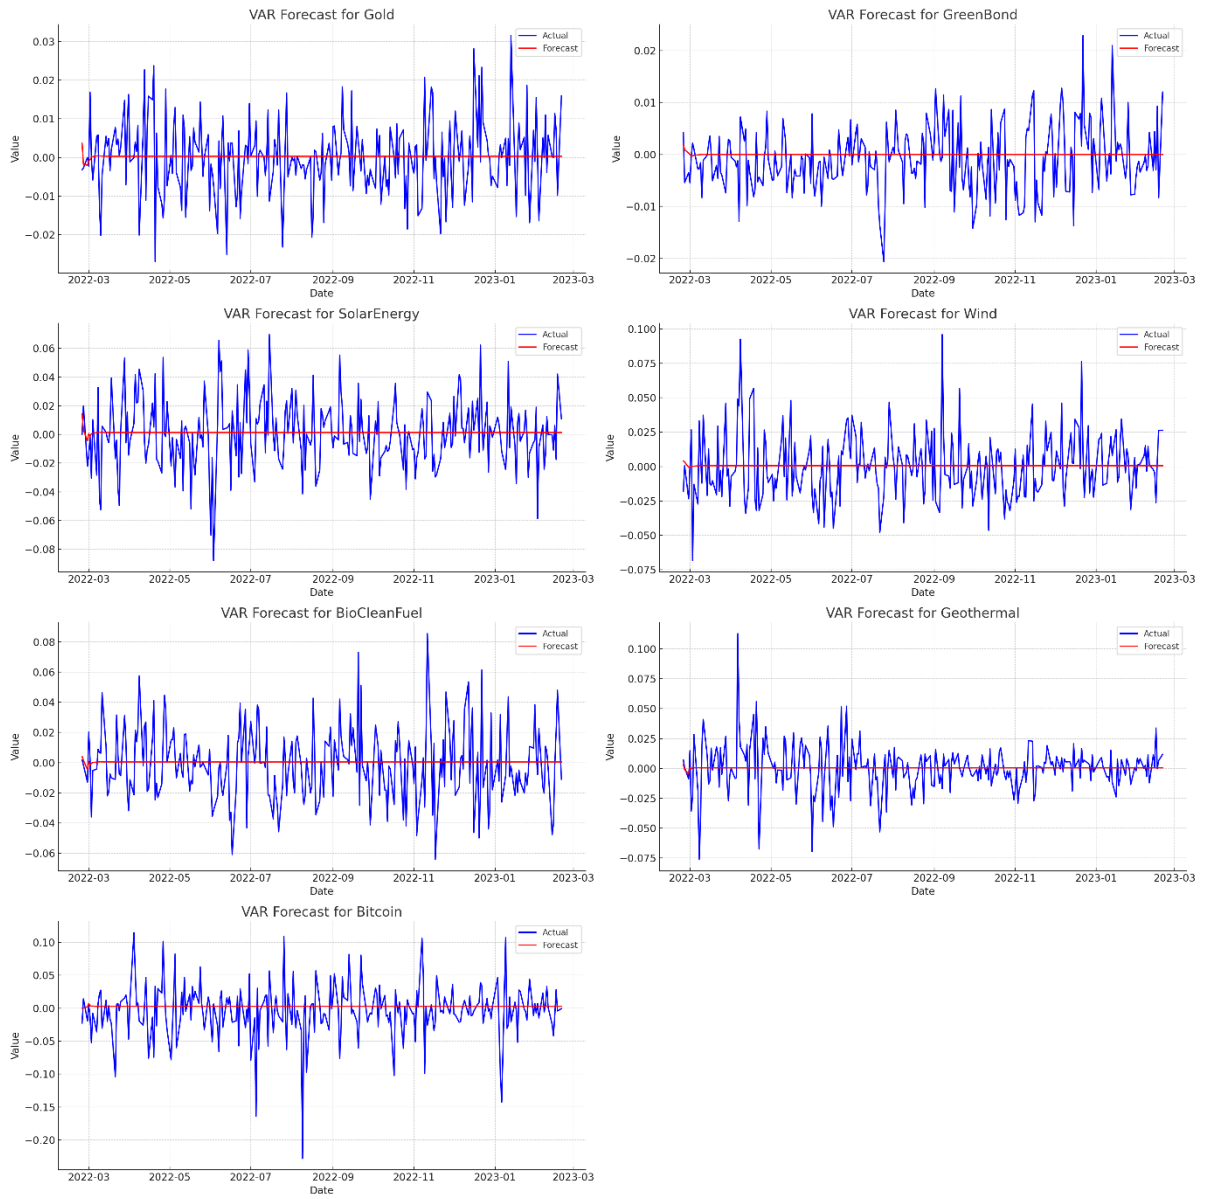 VAR Forecast for Gold
Actual
Forecast
0.03
0.02
0.01
0.00
−0.01
−0.02
Value
2022-03 2022-05 2022-07 2022-09 2022-11 2023-01 2023-03
Date
VAR Forecast for GreenBond
Actual
Forecast
0.02
0.01
0.00
−0.01
−0.02
Value
2022-03 2022-05 2022-07 2022-09 2022-11 2023-01 2023-03
Date
VAR Forecast for SolarEnergy
Actual
Forecast
0.06
0.04
0.02
0.00
−0.02
−0.04
−0.06
−0.08
Value
2022-03 2022-05 2022-07 2022-09 2022-11 2023-01 2023-03
Date
VAR Forecast for Wind
Actual
Forecast
0.100
0.075
0.050
0.025
0.000
−0.025
−0.050
−0.075
Value
2022-03 2022-05 2022-07 2022-09 2022-11 2023-01 2023-03
Date
VAR Forecast for BioCleanFuel
Actual
Forecast
0.08
0.06
0.04
0.02
0.00
−0.02
−0.04
−0.06
Value
2022-03 2022-05 2022-07 2022-09 2022-11 2023-01 2023-03
Date
VAR Forecast for Geothermal
Actual
Forecast
0.100
0.075
0.050
0.025
0.000
−0.025
−0.050
−0.075
Value
2022-03 2022-05 2022-07 2022-09 2022-11 2023-01 2023-03
Date
VAR Forecast for Bitcoin
Actual
Forecast
0.10
0.05
0.00
−0.05
−0.10
−0.15
−0.20
Value
2022-03 2022-05 2022-07 2022-09 2022-11 2023-01 2023-03
Date